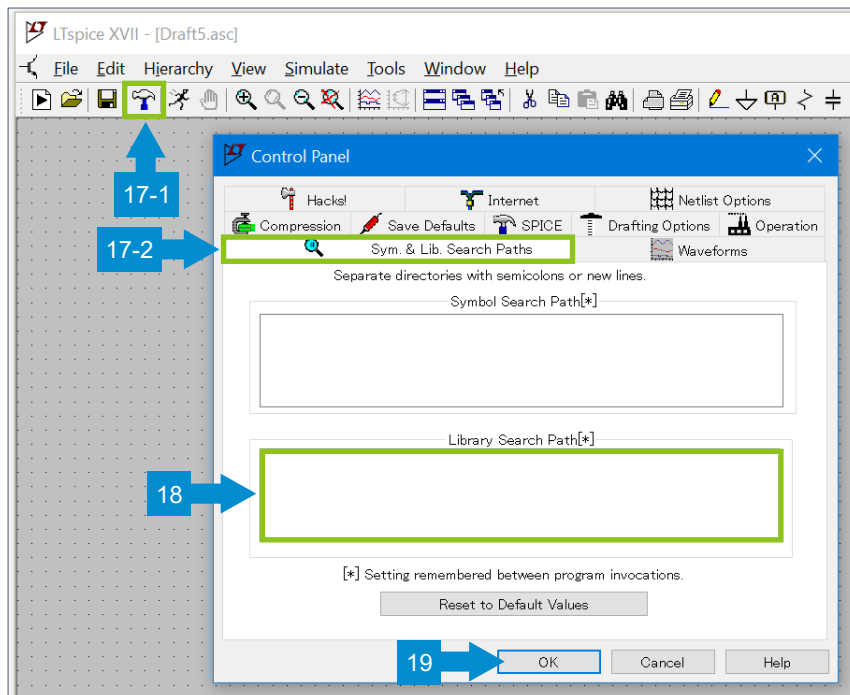 LTspice XVII - [Draft5.asc]
File Edit Hierarchy View Simulate Tools Window Help
17-1
Control Panel
Hacks! Internet Netlist Options
Compression Save Defaults SPICE Drafting Options Operation
17-2
Sym. & Lib. Search Paths Waveforms
Separate directories with semicolons or new lines.
Symbol Search Path[*]
Library Search Path[*]
18
[*] Setting remembered between program invocations.
Reset to Default Values
19
OK Cancel Help